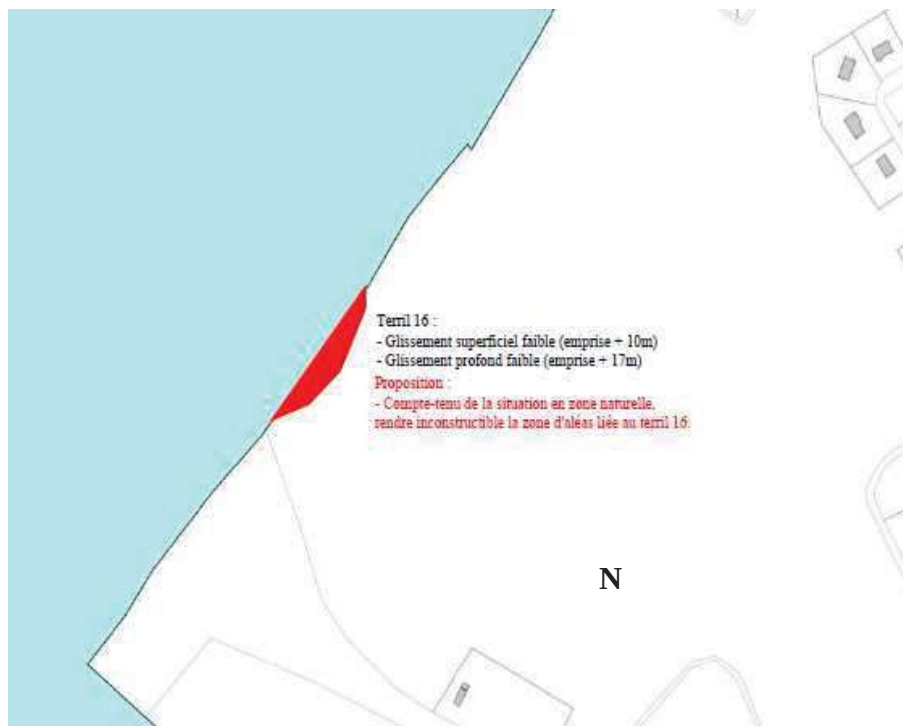 Terril 16 :
- Glissement superficiel faible (emprise + 10m)
- Glissement profond faible (emprise + 17m)
Proposition :
- Compte-tenu de la situation en zone naturelle,
rendre inconstructible la zone d'aléas liée au terril 16.
N